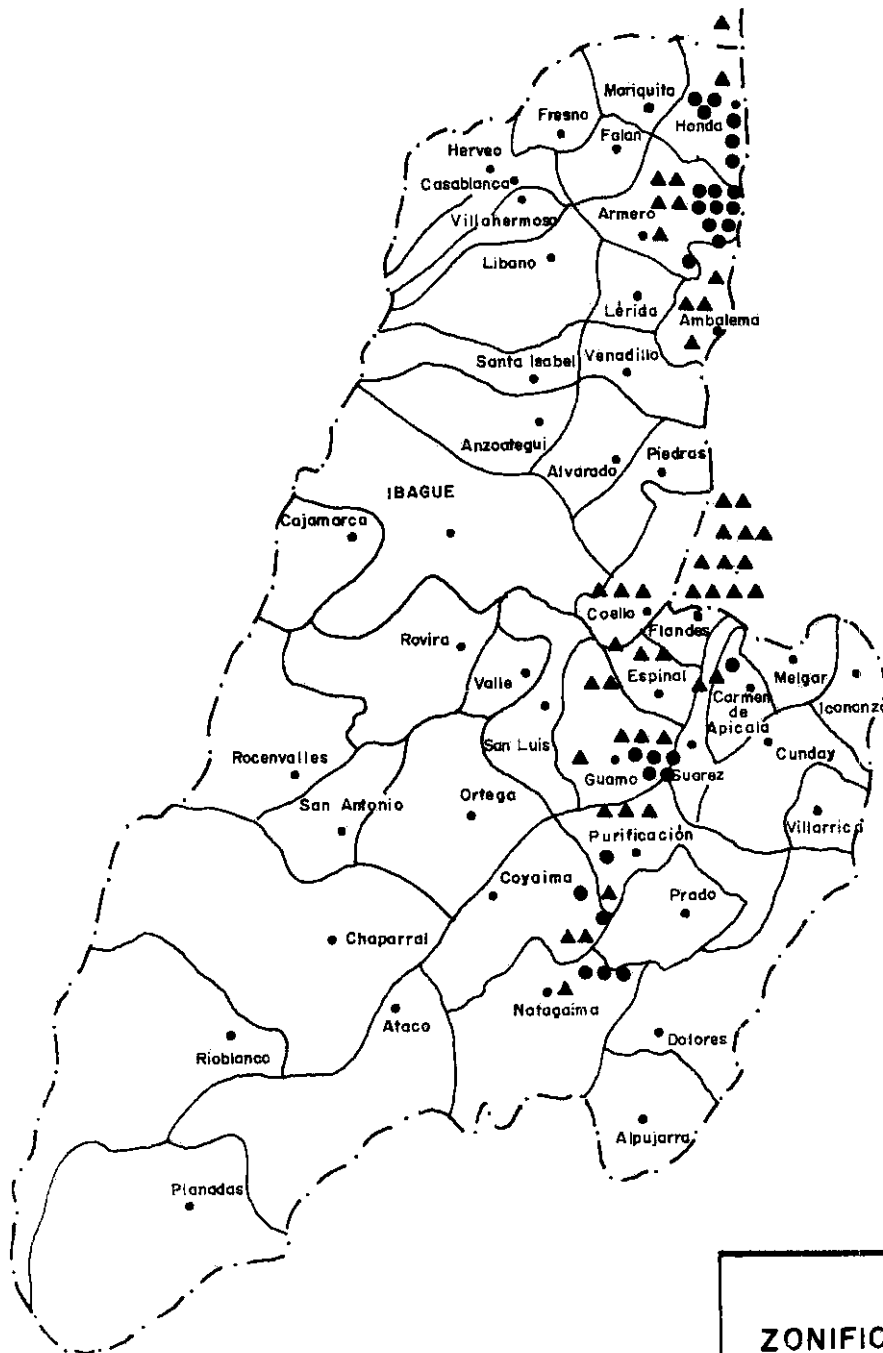 Mariquita
Fresno
Honda
Falan
Herveo
Casablanca
Villahermosa
Armero
Libano
Lérida
Ambalema
Santa Isabel
Venadillo
Anzoategui
Alvarado
Piedras
IBAGUE
Cajamarca
Coello
Flandes
Rovira
Valle
Espinal
Melgar
Carmen
de
Apicala
Icononzo
San Luis
Cunday
Rocenvalles
Guamo
Suarez
San Antonio
Ortega
Villarrica
Purificación
Coyaima
Prado
Chaparral
Natagaima
Ataco
Dolores
Rioblanco
Alpujarra
Planadas
ZONIFIC